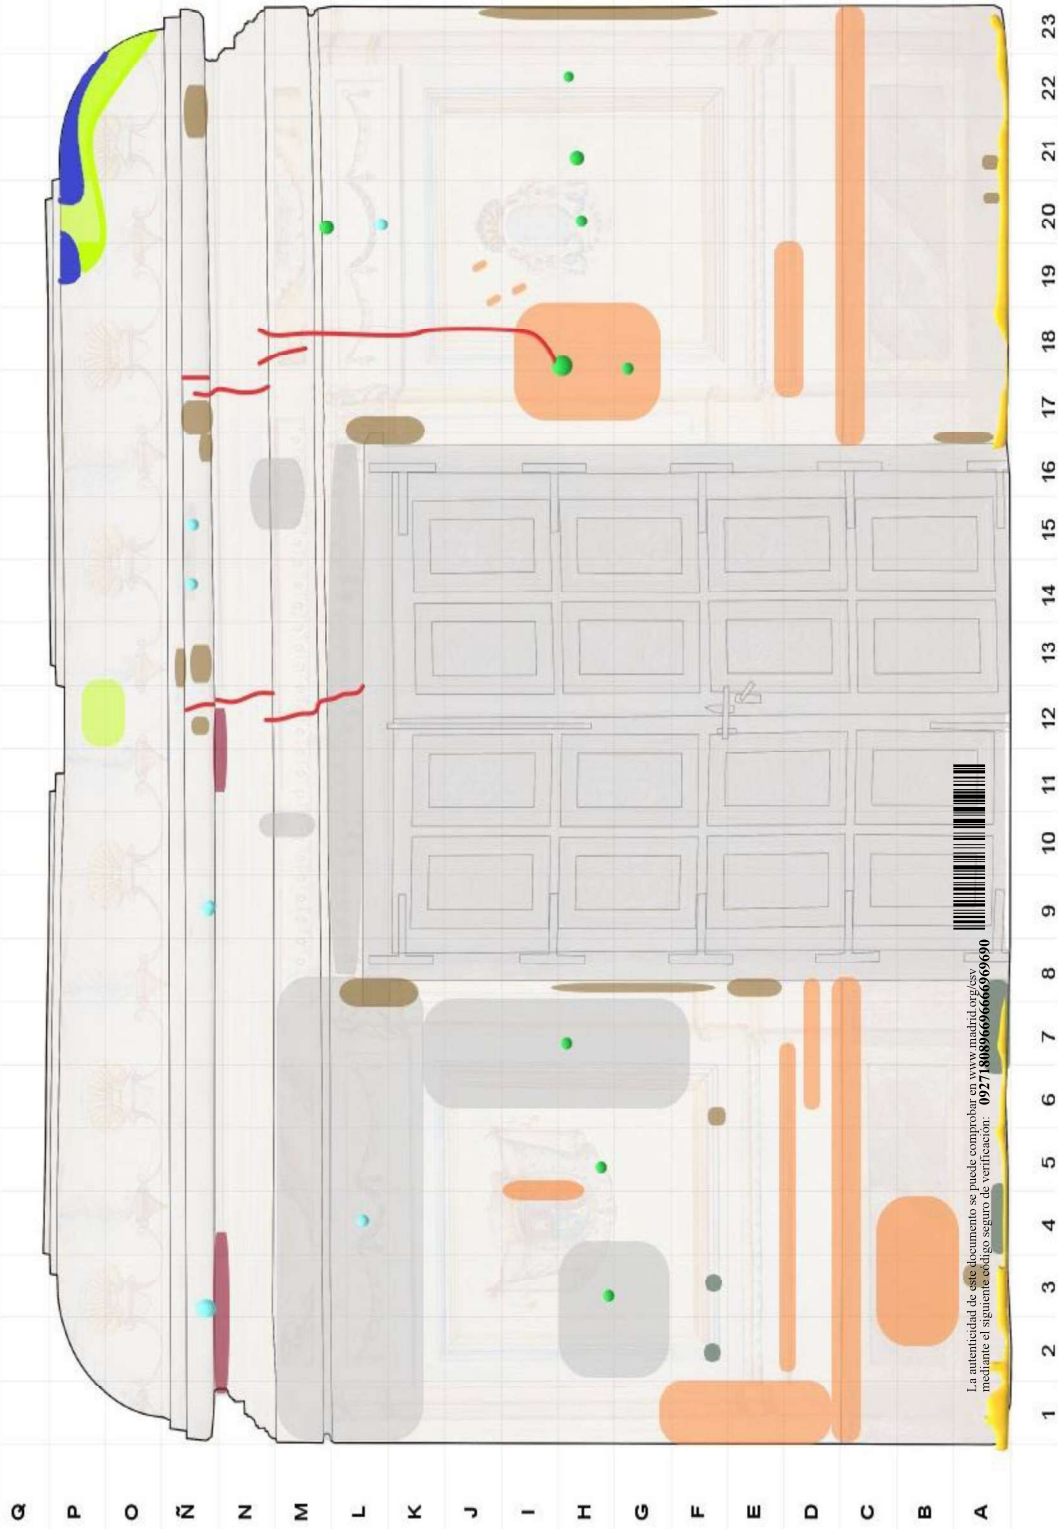 Q P O Ñ N M L K J I H G F E D C B A
1 2 3 4 5 6 7 8 9 10 11 12 13 14 15 16 17 18 19 20 21 22 23
La autenticidad de este documento se puede comprobar en www.madrid.org/csv
mediante el siguiente código seguro de verificación: 0927180896696666969690